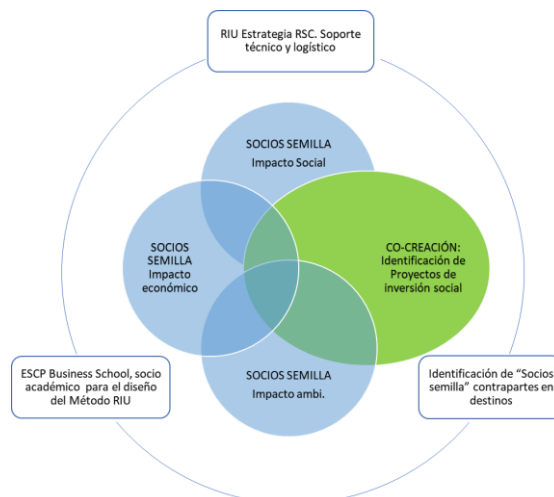 RIU Estrategia RSC. Soporte
técnico y logístico
SOCIOS SEMILLA
Impacto Social
SOCIOS
SEMILLA
Impacto
económico
CO-CREACIÓN:
Identificación de
Proyectos de
inversión social
SOCIOS SEMILLA
Impacto ambi.
ESCP Business School, socio
académico para el diseño
del Método RIU
Identificación de “Socios
semilla” contrapartes en
destinos